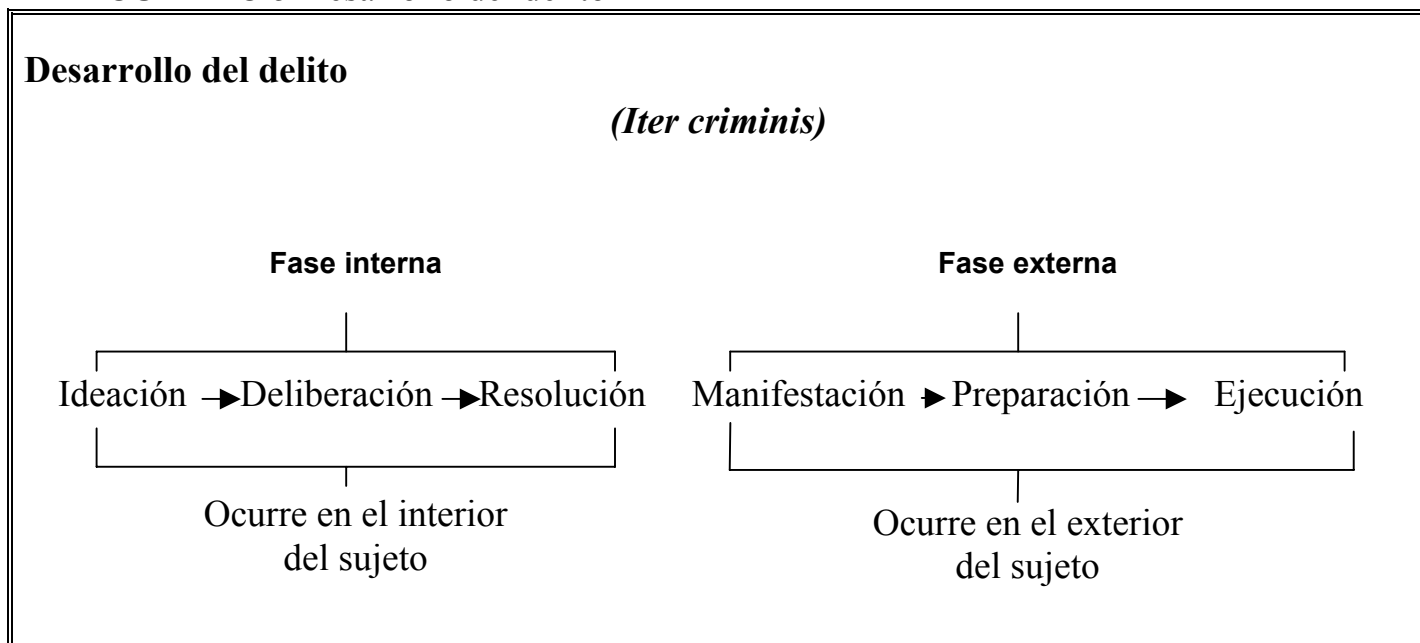 Desarrollo del delito
(Iter criminis)
Fase interna
Fase externa
Ideación Deliberación Resolución
Manifestación Preparación Ejecución
Ocurre en el interior
del sujeto
Ocurre en el exterior
del sujeto